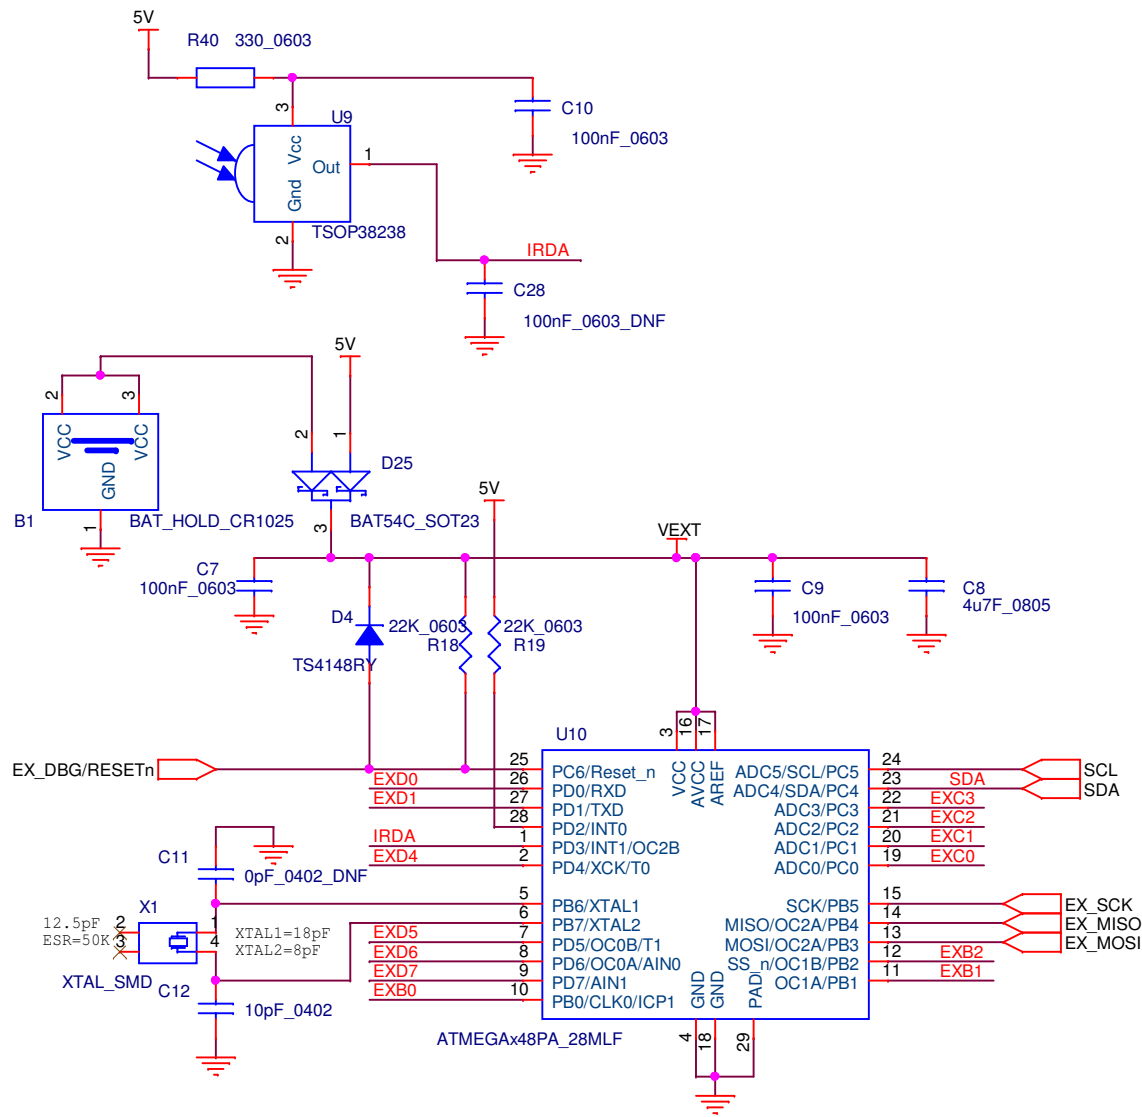 5V
R40 330_0603
3
U9
Vcc
Out
1
Gnd
2
TSOP38238
C10
100nF_0603
IRDA
C28
100nF_0603_DNF
5V
2
3
VCC
VCC
GND
1
B1
BAT_HOLD_CR1025
2
1
D25
3
BAT54C_SOT23
5V
VEXT
C7
100nF_0603
D4
TS4148RY
22K_0603
R18
22K_0603
R19
C9
100nF_0603
C8
4u7F_0805
U10
3
16
17
VCC
AVCC
AREF
EX_DBG/RESETn
25
PC6/Reset_n
EXD0
26
PD0/RXD
EXD1
27
PD1/TXD
28
PD2/INT0
IRDA
1
PD3/INT1/OC2B
EXD4
2
PD4/XCK/T0
5
PB6/XTAL1
6
PB7/XTAL2
EXD5
7
PD5/OC0B/T1
EXD6
8
PD6/OC0A/AIN0
EXD7
9
PD7/AIN1
EXB0
10
PB0/CLK0/ICP1
ADC5/SCL/PC5
24
SCL
ADC4/SDA/PC4
23
SDA
SDA
ADC3/PC3
22
EXC3
ADC2/PC2
21
EXC2
ADC1/PC1
20
EXC1
ADC0/PC0
19
EXC0
SCK/PB5
15
EX_SCK
MISO/OC2A/PB4
14
EX_MISO
MOSI/OC2A/PB3
13
EX_MOSI
SS_n/OC1B/PB2
12
EXB2
OC1A/PB1
11
EXB1
GND
GND
PAD
4
18
29
ATMEGAx48PA_28MLF
C11
0pF_0402_DNF
X1
12.5pF
ESR=50K
2
3
1
4
XTAL1=18pF
XTAL2=8pF
XTAL_SMD
C12
10pF_0402